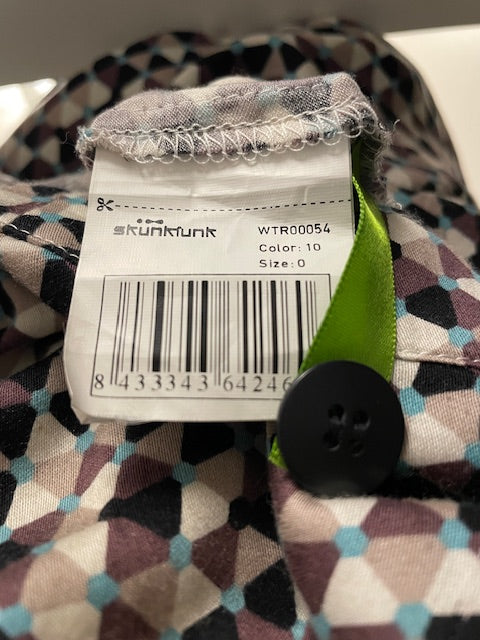 skunkfunk
WTR00054
Color: 10
Size: 0
8 433343 64246